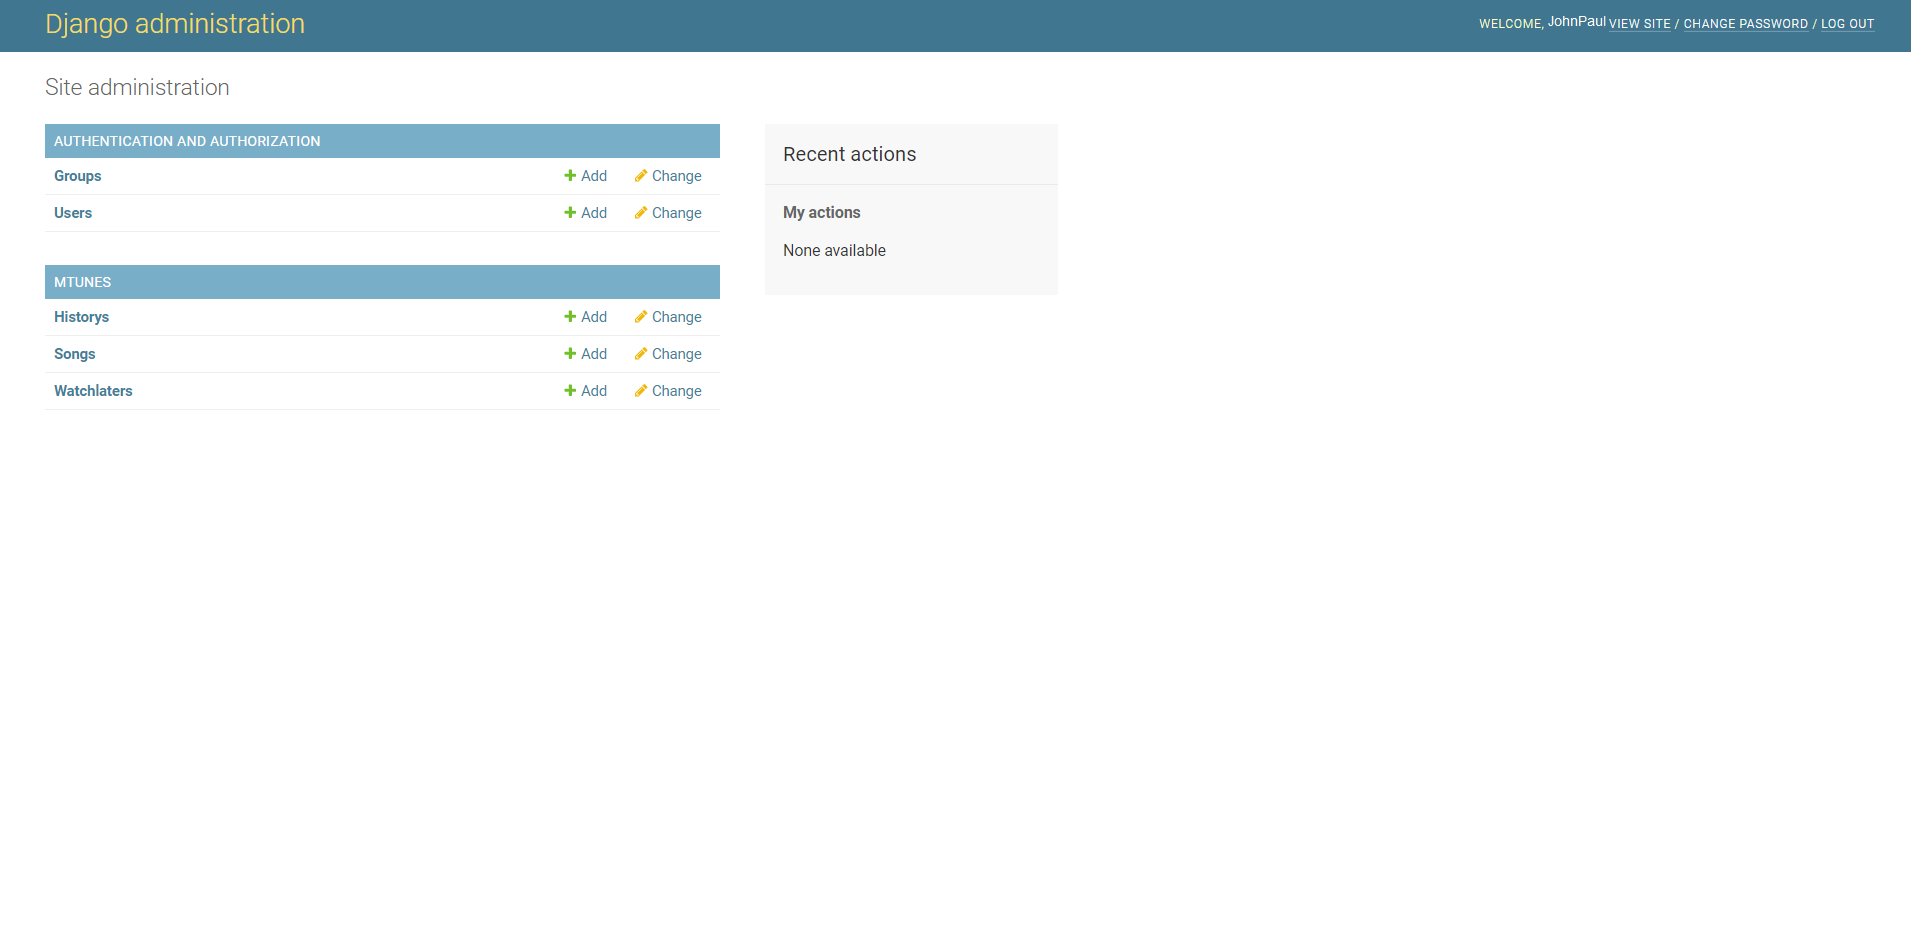 Django administration
WELCOME, JohnPaul VIEW SITE / CHANGE PASSWORD / LOG OUT
Site administration
AUTHENTICATION AND AUTHORIZATION
Groups Add Change
Users Add Change
MTUNES
Historys Add Change
Songs Add Change
Watchlaters Add Change
Recent actions
My actions
None available